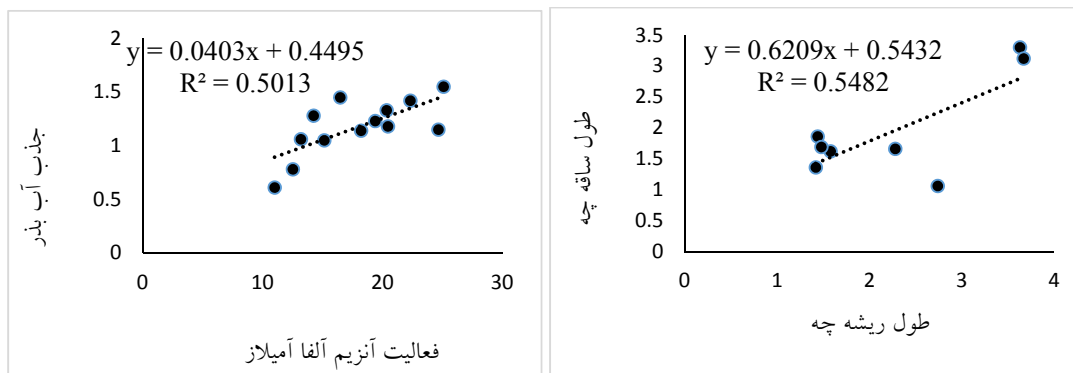 y = 0.0403x + 0.4495
R² = 0.5013
2
1.5
1
0.5
0
0
10
20
30
جذب آب بذر
فعالیت آنزیم آلفا آمیلاز
y = 0.6209x + 0.5432
R² = 0.5482
3.5
3
2.5
2
1.5
1
0.5
0
0
1
2
3
4
طول ساقه چه
طول ریشه چه